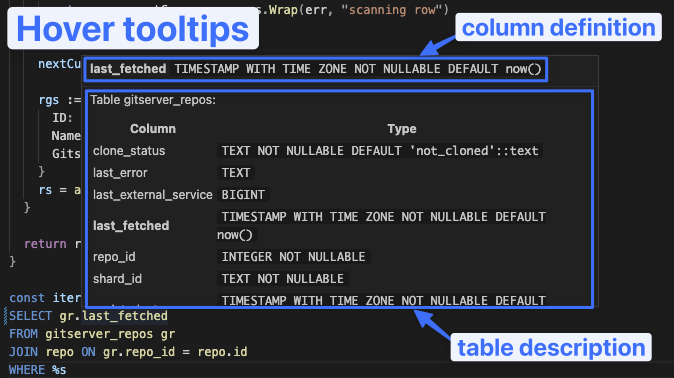 .Wrap(err, "scanning row")
Hover tooltips
column definition
nextCu
last_fetched TIMESTAMP WITH TIME ZONE NOT NULLABLE DEFAULT now()
rgs :=
ID:
Name
Gits
}
rs = a
}
return r
}
Table gitserver_repos:
Column Type
clone_status TEXT NOT NULLABLE DEFAULT 'not_cloned'::text
last_error TEXT
last_external_service BIGINT
last_fetched TIMESTAMP WITH TIME ZONE NOT NULLABLE DEFAULT
now()
repo_id INTEGER NOT NULLABLE
shard_id TEXT NOT NULLABLE
TIMESTAMP WITH TIME ZONE NOT NULLABLE DEFAULT
const iter
SELECT gr.last_fetched
FROM gitserver_repos gr
JOIN repo ON gr.repo_id = repo.id
WHERE %s
table description